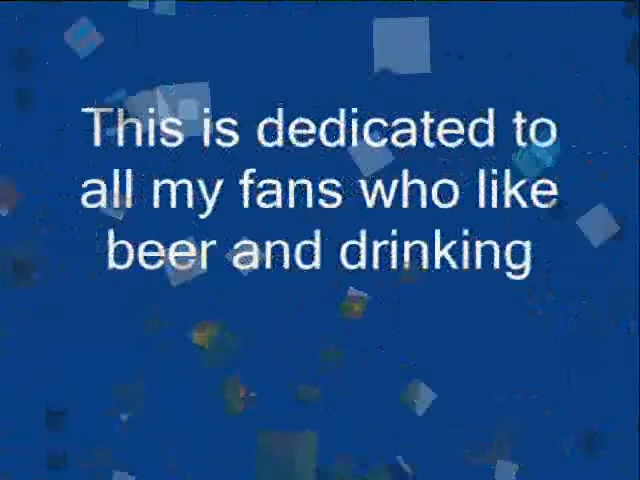 This is dedicated to
all my fans who like
beer and drinking